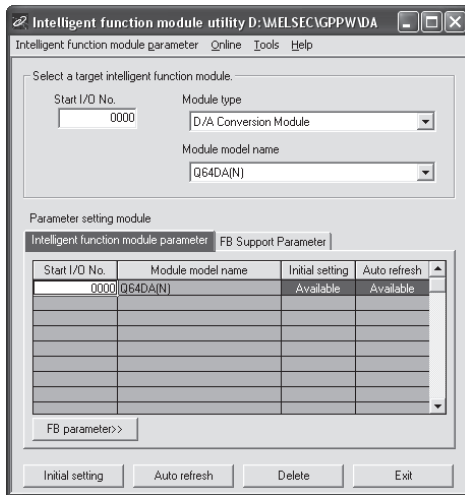 Intelligent function module utility D:\MELSEC\GPPW\DA
Intelligent function module parameter Online Tools Help
Select a target intelligent function module.
Start I/O No. Module type
0000 D/A Conversion Module
Module model name
Q64DA(N)
Parameter setting module
Intelligent function module parameter FB Support Parameter
Start I/O No. Module model name Initial setting Auto refresh
0000 Q64DA(N) Available Available
FB parameter>>
Initial setting Auto refresh Delete Exit